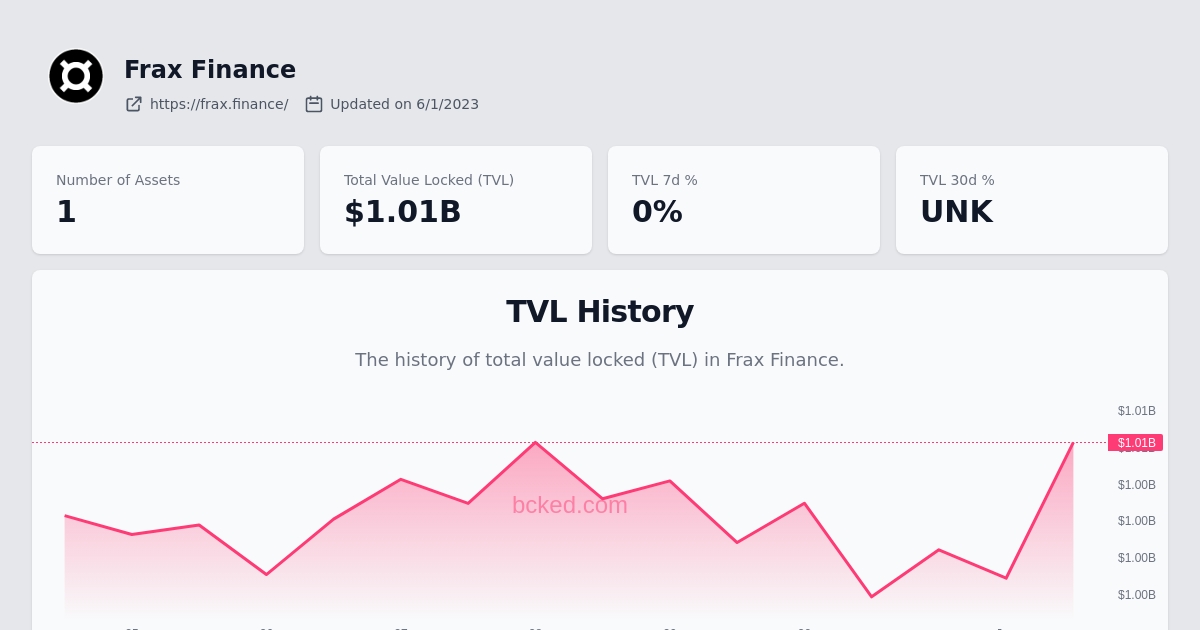 Frax Finance
https://frax.finance/ Updated on 6/1/2023
Number of Assets
1
Total Value Locked (TVL)
$1.01B
TVL 7d %
0%
TVL 30d %
UNK
TVL History
The history of total value locked (TVL) in Frax Finance.
$1.01B
$1.01B
$1.00B
bcked.com
$1.00B
$1.00B
$1.00B